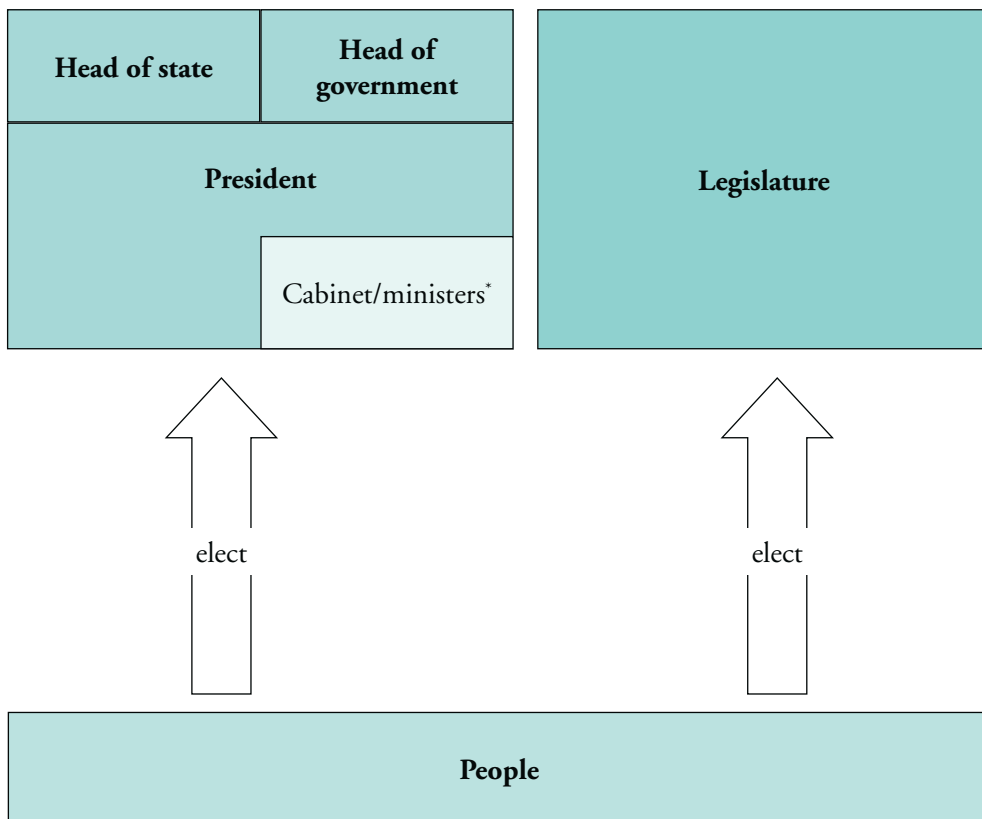 Head of state
Head of
government
President
Legislature
Cabinet/ministers*
elect
elect
People